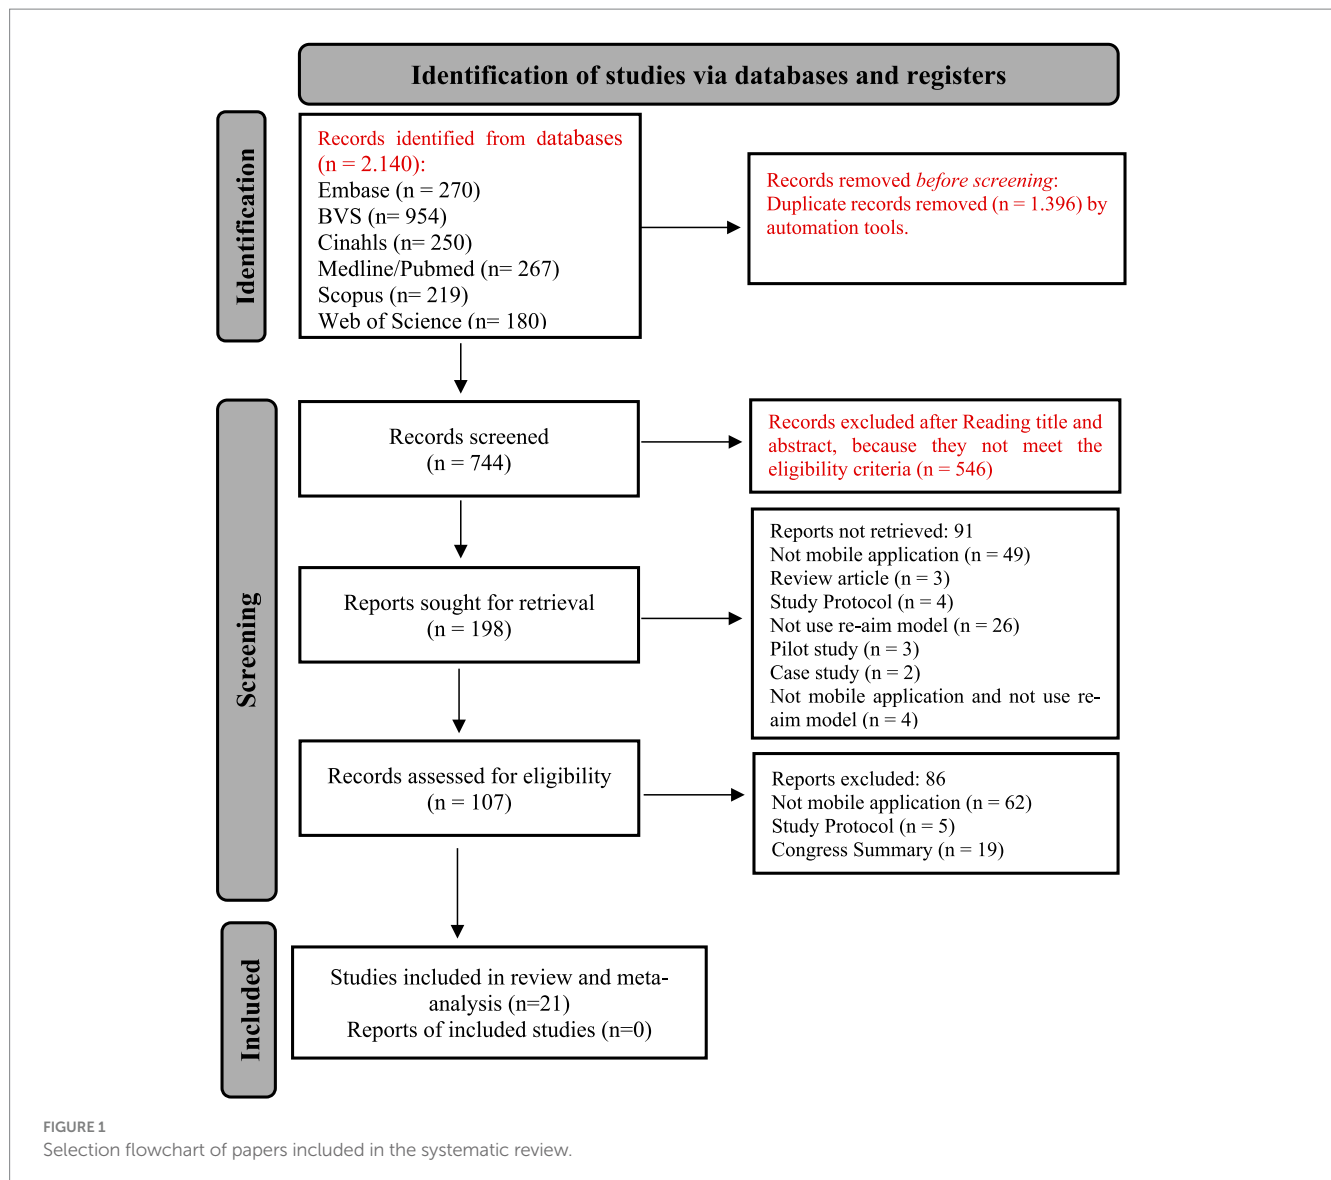 Identification of studies via databases and registers
Identification
Records identified from databases
(n = 2.140):
Embase (n = 270)
BVS (n= 954)
Cinahls (n= 250)
Medline/Pubmed (n= 267)
Scopus (n= 219)
Web of Science (n= 180)
Records removed before screening:
Duplicate records removed (n = 1.396) by
automation tools.
Screening
Records screened
(n = 744)
Records excluded after Reading title and
abstract, because they not meet the
eligibility criteria (n = 546)
Reports sought for retrieval
(n = 198)
Reports not retrieved: 91
Not mobile application (n = 49)
Review article (n = 3)
Study Protocol (n = 4)
Not use re-aim model (n = 26)
Pilot study (n = 3)
Case study (n = 2)
Not mobile application and not use re-
aim model (n = 4)
Records assessed for eligibility
(n = 107)
Reports excluded: 86
Not mobile application (n = 62)
Study Protocol (n = 5)
Congress Summary (n = 19)
Included
Studies included in review and meta-
analysis (n=21)
Reports of included studies (n=0)
FIGURE 1
Selection flowchart of papers included in the systematic review.